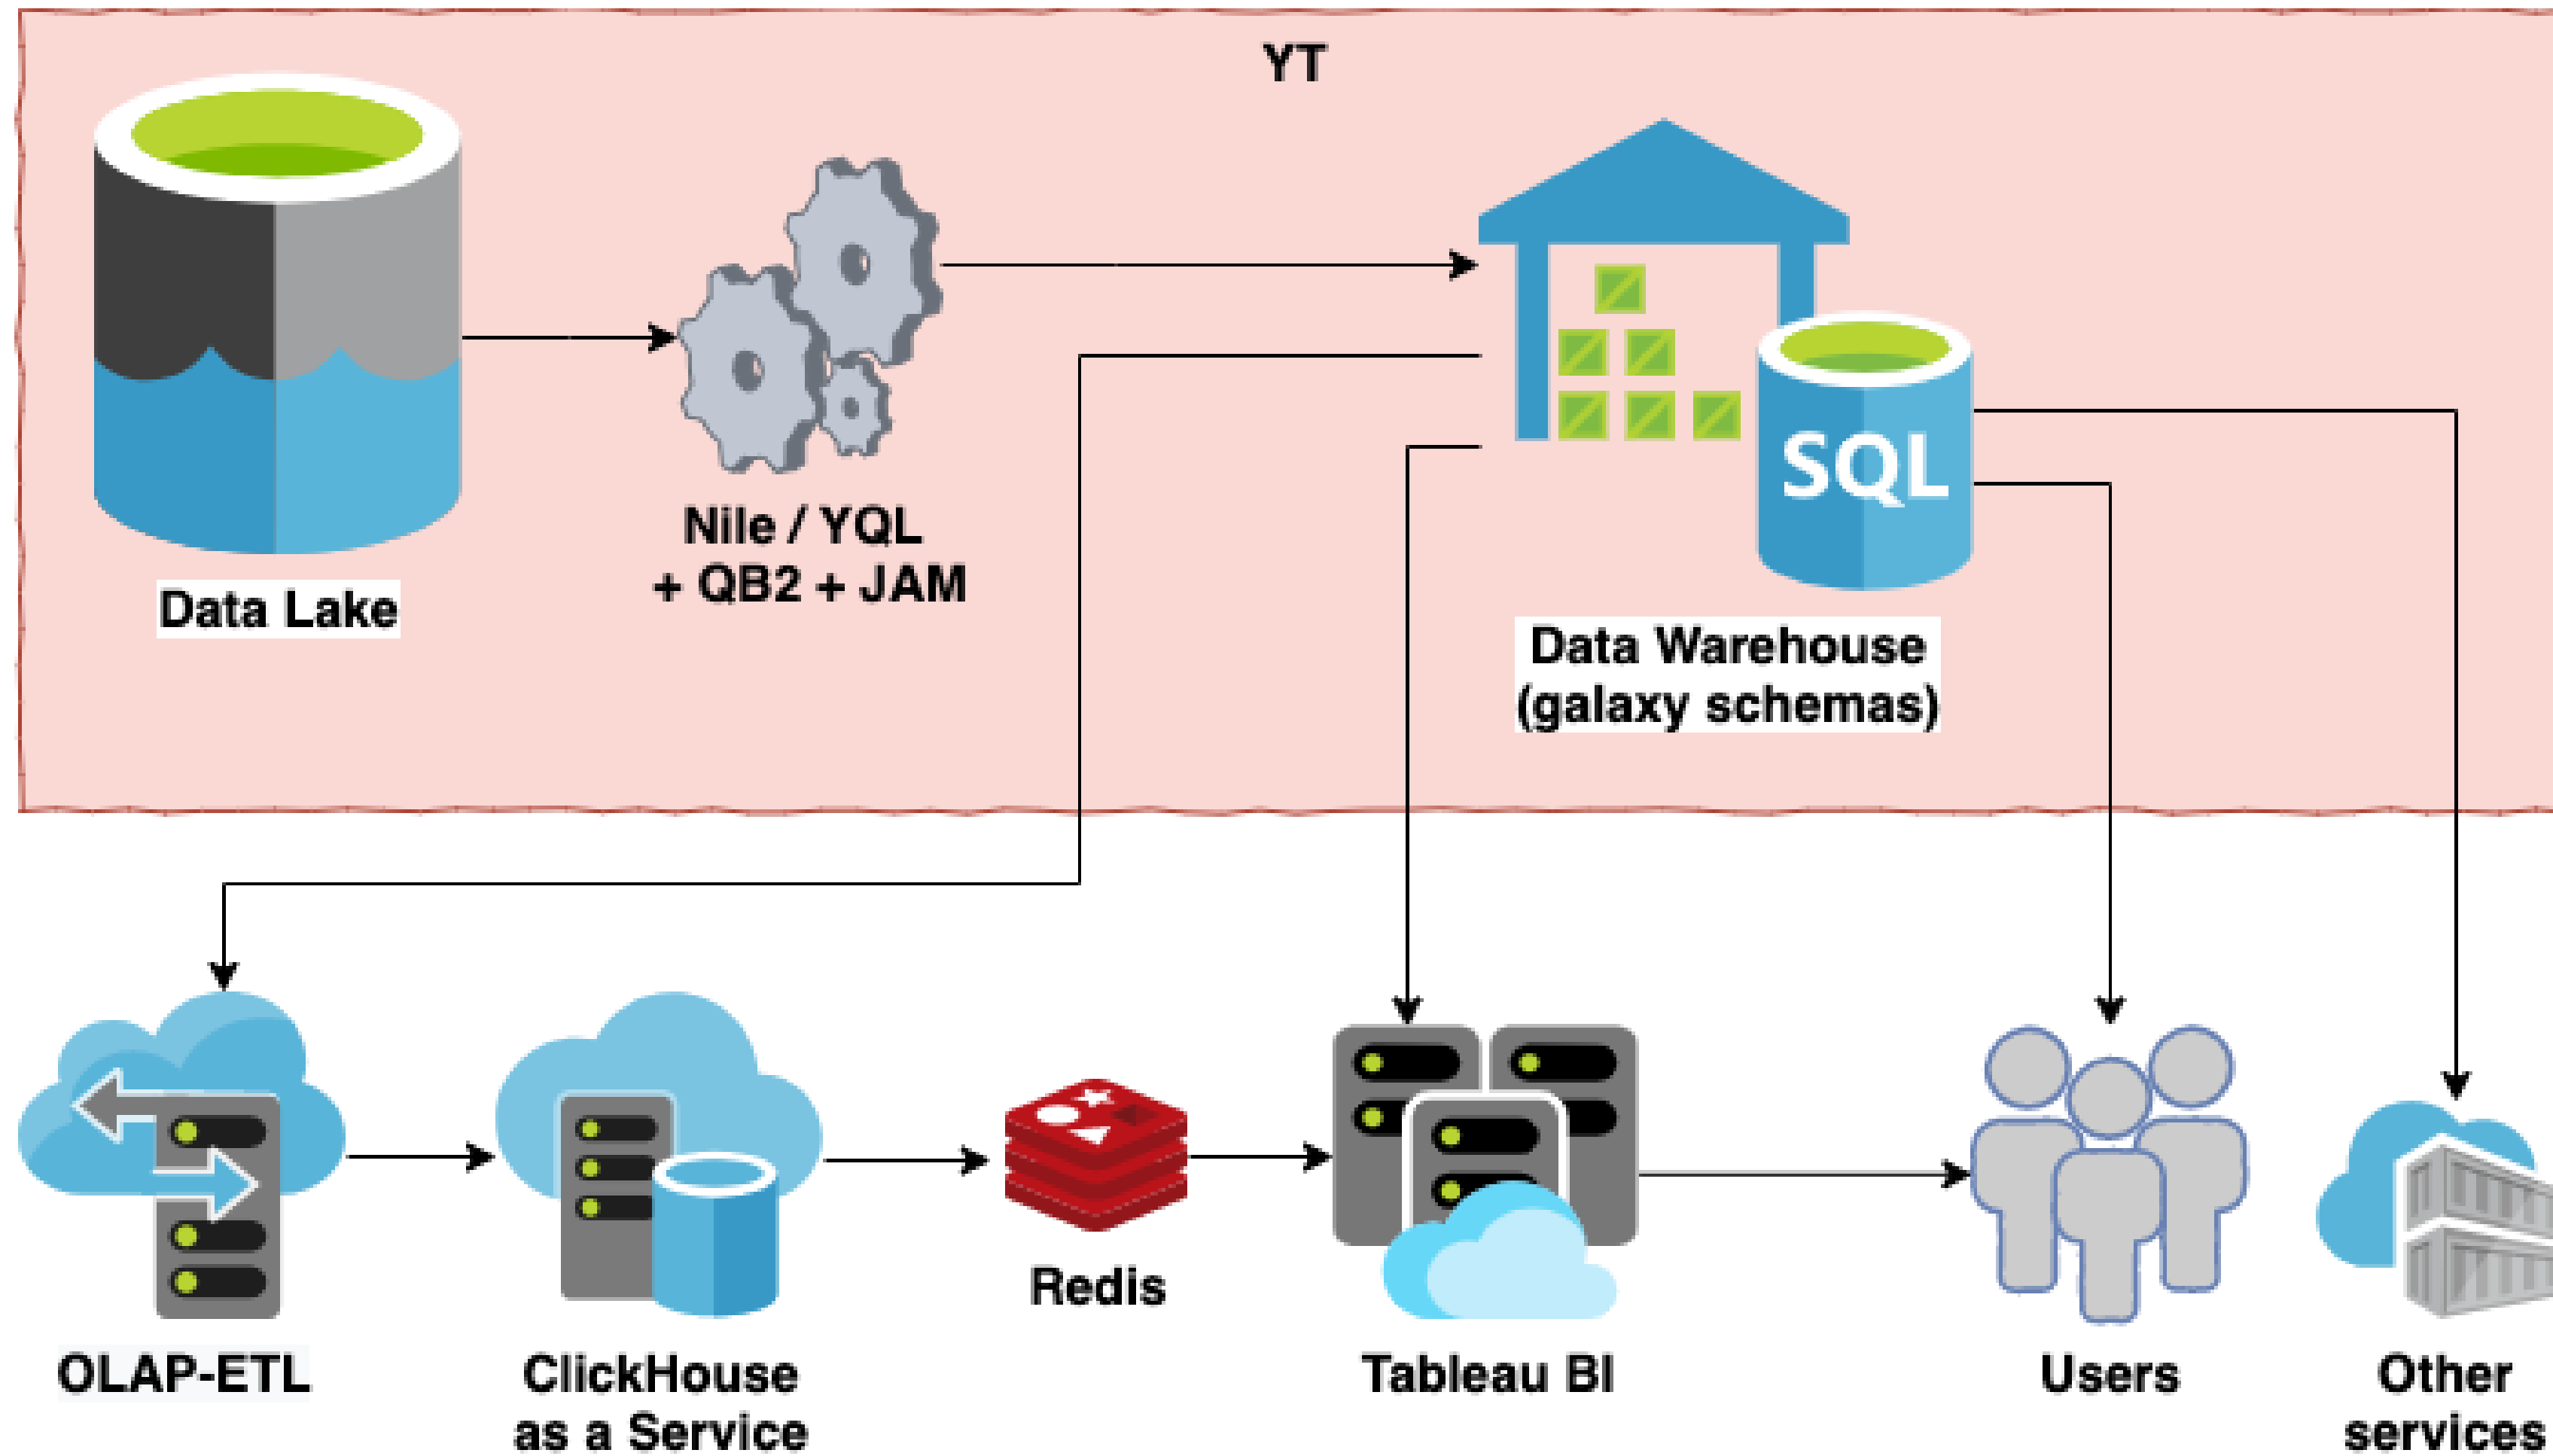 YT
Nile / YQL
+ QB2 + JAM
Data Lake
SQL
Data Warehouse
(galaxy schemas)
OLAP-ETL
ClickHouse
as a Service
Redis
Tableau BI
Users
Other
services